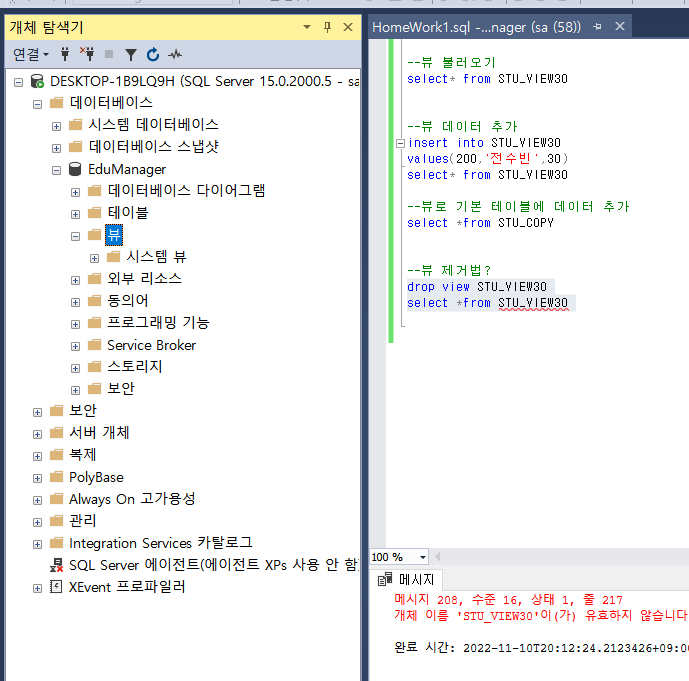 개체 탐색기
연결
DESKTOP-1B9LQ9H (SQL Server 15.0.2000.5 - sa
데이터베이스
시스템 데이터베이스
데이터베이스 스냅샷
EduManager
데이터베이스 다이어그램
테이블
뷰
시스템 뷰
외부 리소스
동의어
프로그래밍 기능
Service Broker
스토리지
보안
보안
서버 개체
복제
PolyBase
Always On 고가용성
관리
Integration Services 카탈로그
SQL Server 에이전트(에이전트 XPs 사용 안 함)
XEvent 프로파일러
HomeWork1.sql -...nager (sa (58))
--뷰 불러오기
select* from STU_VIEW30
--뷰 데이터 추가
insert into STU_VIEW30
values(200,'전수빈',30)
select* from STU_VIEW30
--뷰로 기본 테이블에 데이터 추가
select *from STU_COPY
--뷰 제거법?
drop view STU_VIEW30
select *from STU_VIEW30
100 %
메시지
메시지 208, 수준 16, 상태 1, 줄 217
개체 이름 'STU_VIEW30'이(가) 유효하지 않습니다
완료 시간: 2022-11-10T20:12:24.2123426+09:00